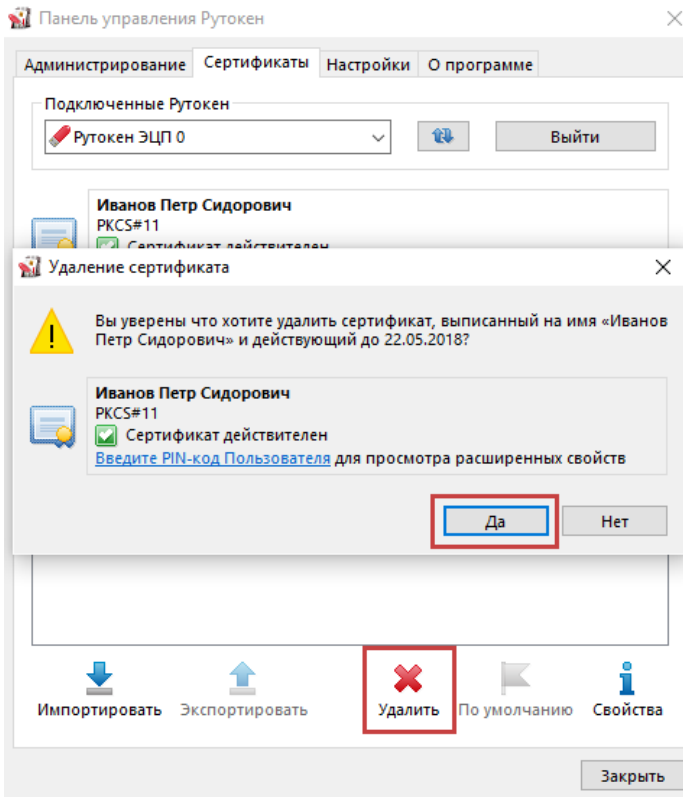 Панель управления Рутокен
Администрирование Сертификаты Настройки О программе
Подключенные Рутокен
Рутокен ЭЦП 0 Выйти
Иванов Петр Сидорович
PKCS#11
Сертификат действителен
Удаление сертификата
Вы уверены что хотите удалить сертификат, выписанный на имя «Иванов
Петр Сидорович» и действующий до 22.05.2018?
Иванов Петр Сидорович
PKCS#11
Сертификат действителен
Введите PIN-код Пользователя для просмотра расширенных свойств
Да Нет
Импортировать Экспортировать Удалить По умолчанию Свойства
Закрыть